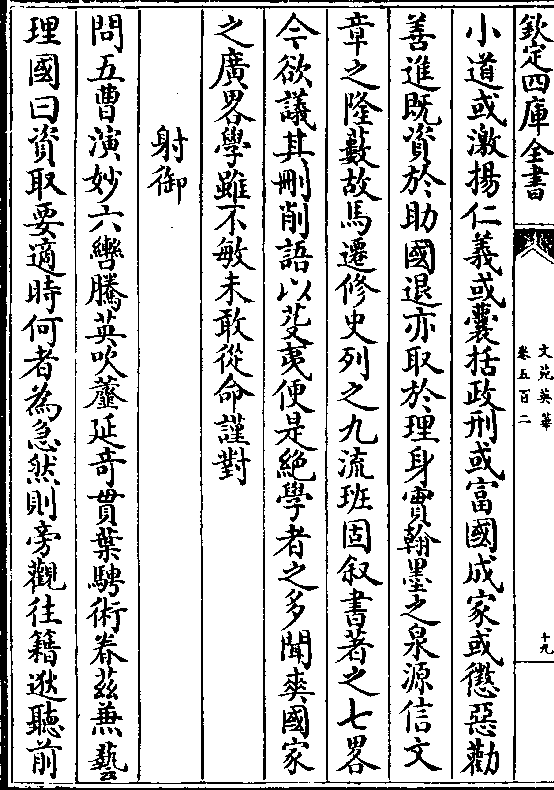 欽定四庫全書
文苑英華
卷五百二
十九
小道或激揚仁義或囊括政刑或富國成家或懲惡勸
善進既資於助國退亦取於理身實翰墨之泉源信文
章之隆藪故馬遷修史列之九流班固叙書著之七畧
今欲議其刪削語以芟夷便是絶學者之多聞爽國家
之廣畧學雖不敏未敢從命謹對
射御
問五曹演妙六轡騰英吹蘆延奇貫葉騁術眷兹兼藝
理國曰資取要適時何者為急然則旁觀往籍逖聽前